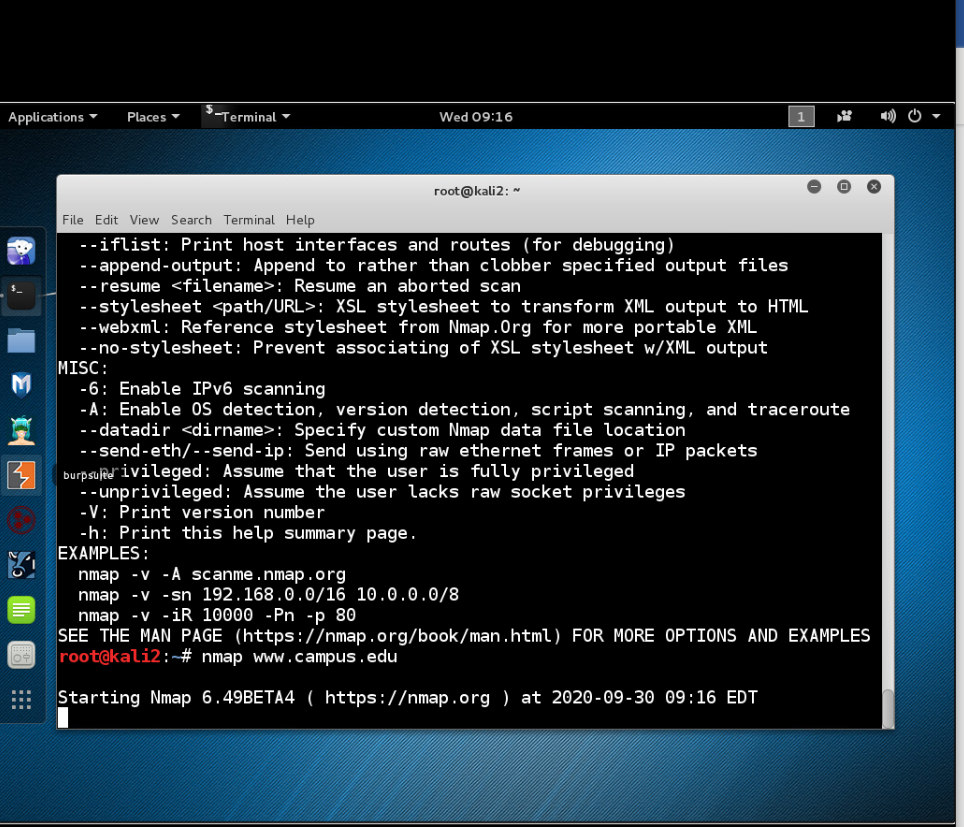 Applications Places $_Terminal Wed 09:16 1
root@kali2: ~
File Edit View Search Terminal Help
--iflist: Print host interfaces and routes (for debugging)
--append-output: Append to rather than clobber specified output files
--resume <filename>: Resume an aborted scan
--stylesheet <path/URL>: XSL stylesheet to transform XML output to HTML
--webxml: Reference stylesheet from Nmap.Org for more portable XML
--no-stylesheet: Prevent associating of XSL stylesheet w/XML output
MISC:
-6: Enable IPv6 scanning
-A: Enable OS detection, version detection, script scanning, and traceroute
--datadir <dirname>: Specify custom Nmap data file location
--send-eth/--send-ip: Send using raw ethernet frames or IP packets
--privileged: Assume that the user is fully privileged
burpsuite
--unprivileged: Assume the user lacks raw socket privileges
-V: Print version number
-h: Print this help summary page.
EXAMPLES:
nmap -v -A scanme.nmap.org
nmap -v -sn 192.168.0.0/16 10.0.0.0/8
nmap -v -iR 10000 -Pn -p 80
SEE THE MAN PAGE (https://nmap.org/book/man.html) FOR MORE OPTIONS AND EXAMPLES
root@kali2:~# nmap www.campus.edu
Starting Nmap 6.49BETA4 ( https://nmap.org ) at 2020-09-30 09:16 EDT